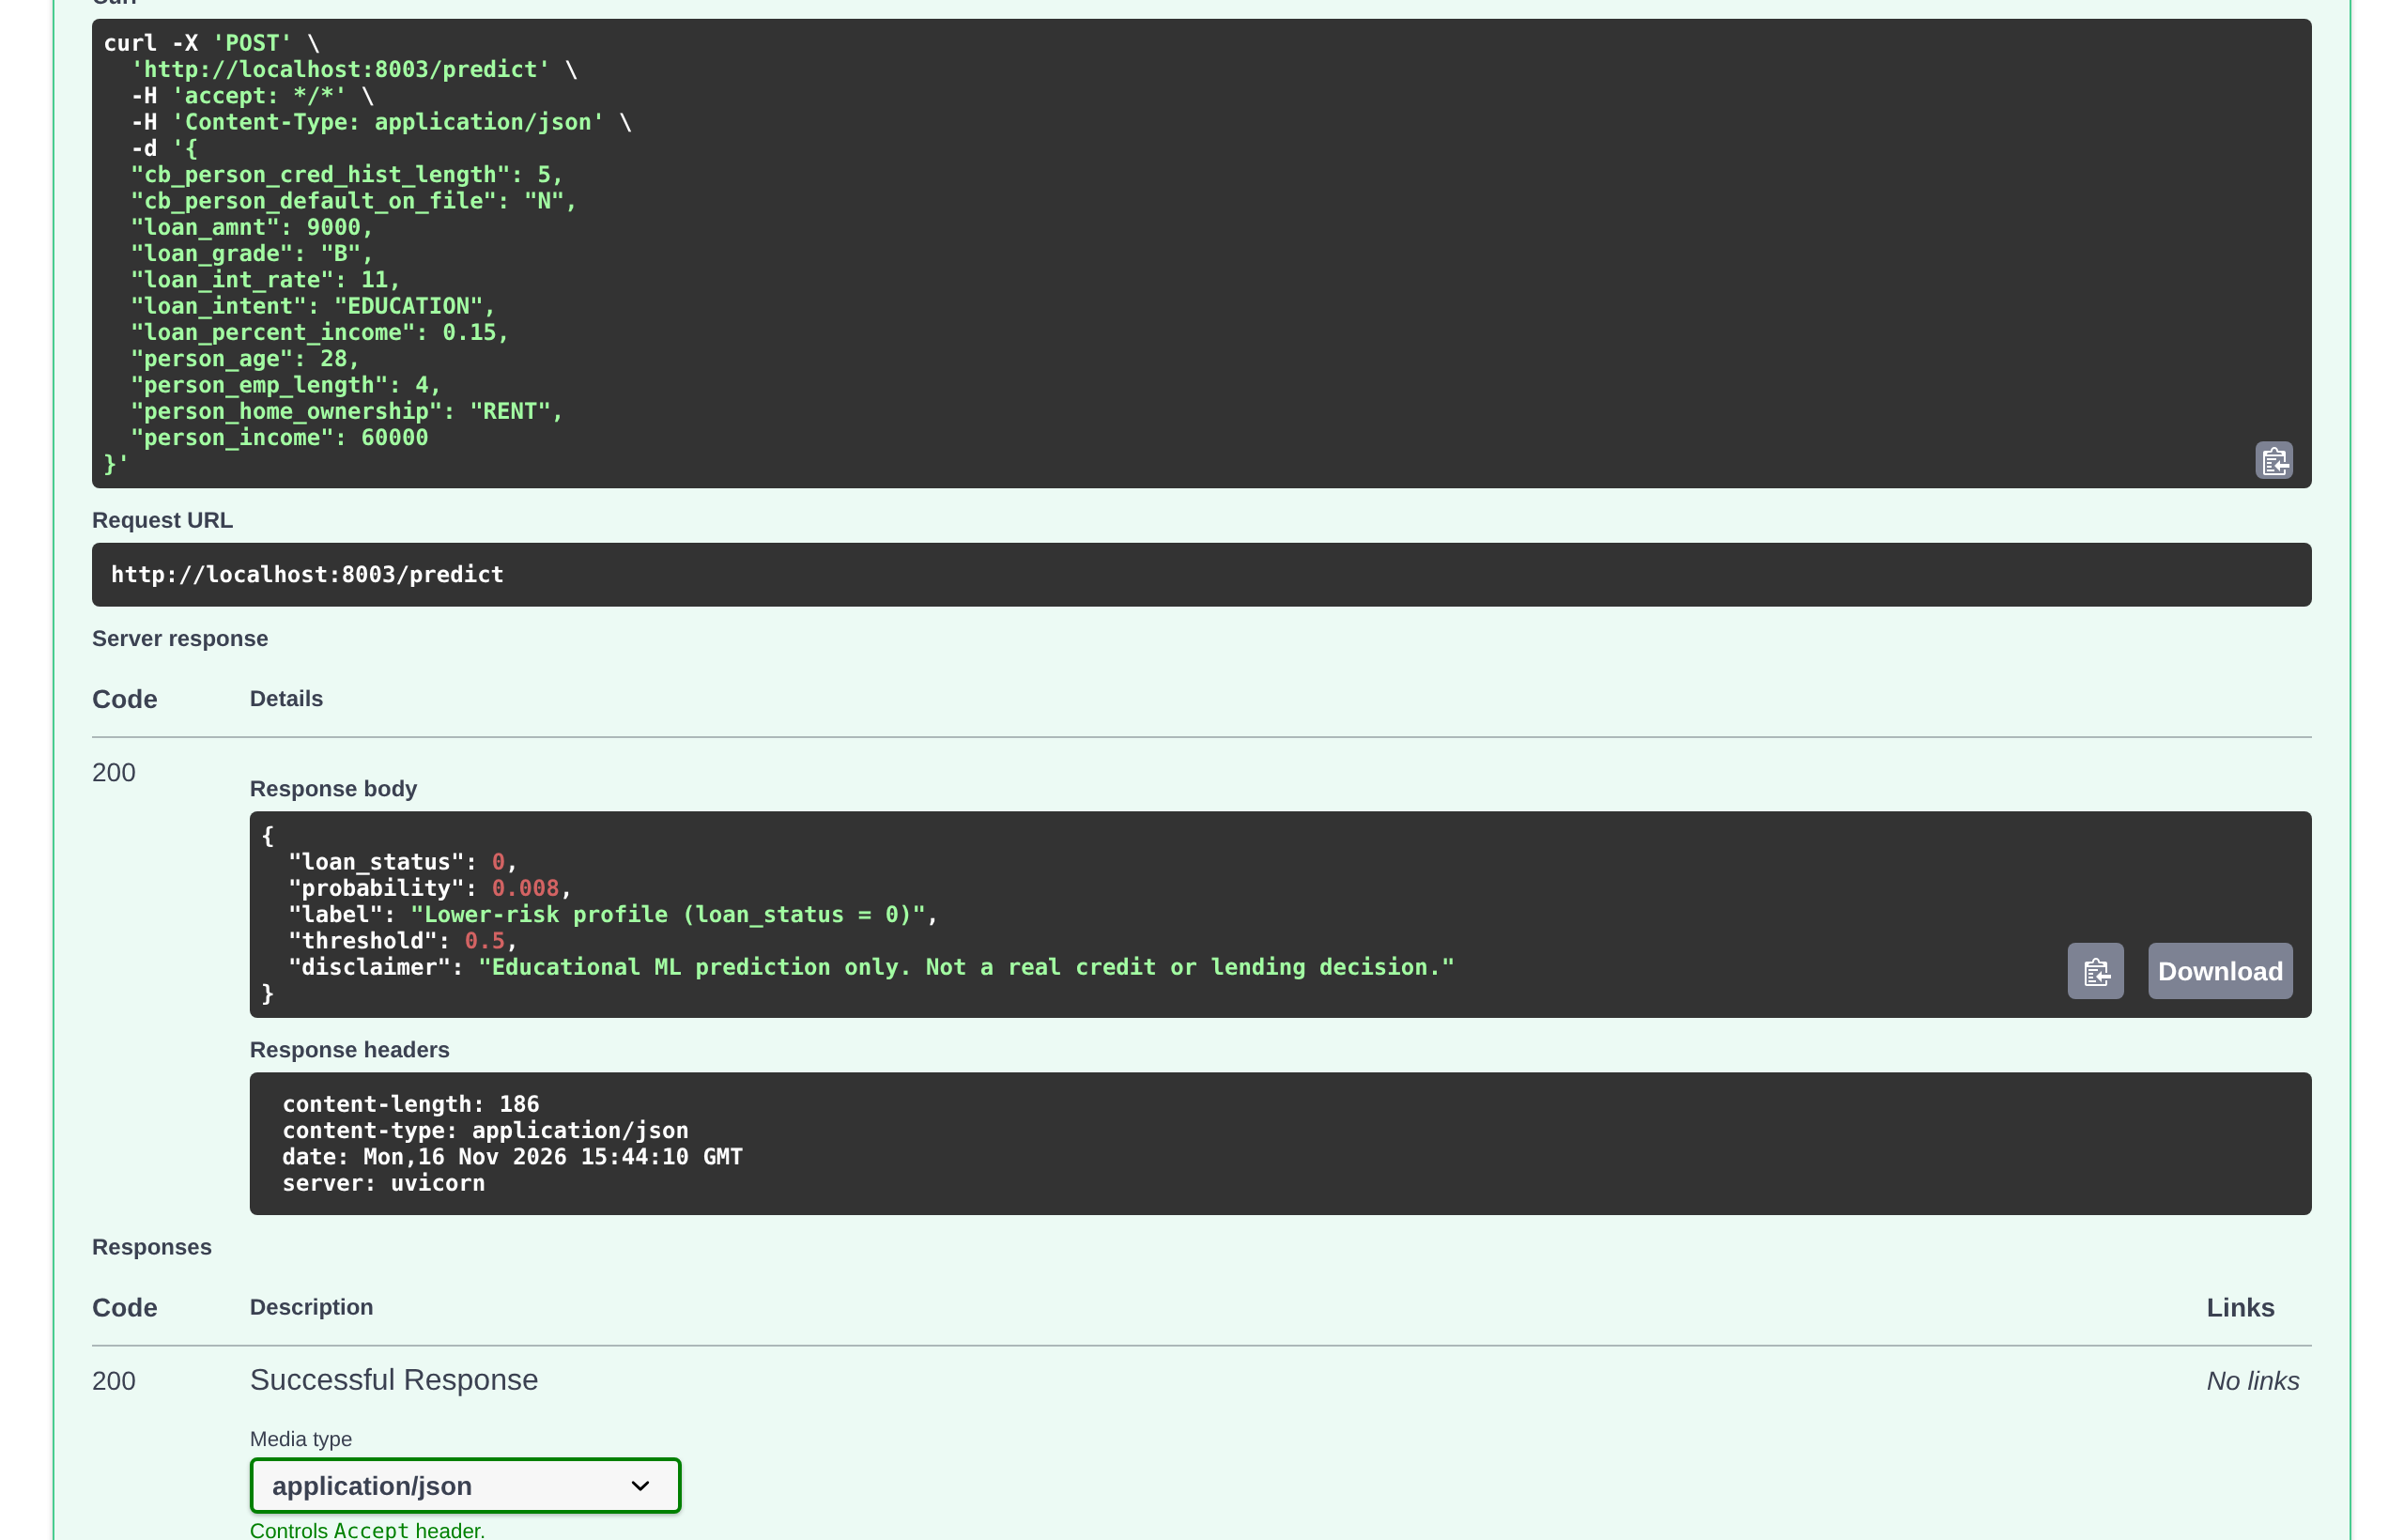 Curl
curl -X 'POST' \
'http://localhost:8003/predict' \
-H 'accept: */*' \
-H 'Content-Type: application/json' \
-d '{
"cb_person_cred_hist_length": 5,
"cb_person_default_on_file": "N",
"loan_amnt": 9000,
"loan_grade": "B",
"loan_int_rate": 11,
"loan_intent": "EDUCATION",
"loan_percent_income": 0.15,
"person_age": 28,
"person_emp_length": 4,
"person_home_ownership": "RENT",
"person_income": 60000
}'
Request URL
http://localhost:8003/predict
Server response
Code Details
200
Response body
{
"loan_status": 0,
"probability": 0.008,
"label": "Lower-risk profile (loan_status = 0)",
"threshold": 0.5,
"disclaimer": "Educational ML prediction only. Not a real credit or lending decision."
}
Download
Response headers
content-length: 186
content-type: application/json
date: Mon,16 Nov 2026 15:44:10 GMT
server: uvicorn
Responses
Code Description Links
200 Successful Response No links
Media type
application/json
Controls Accept header.